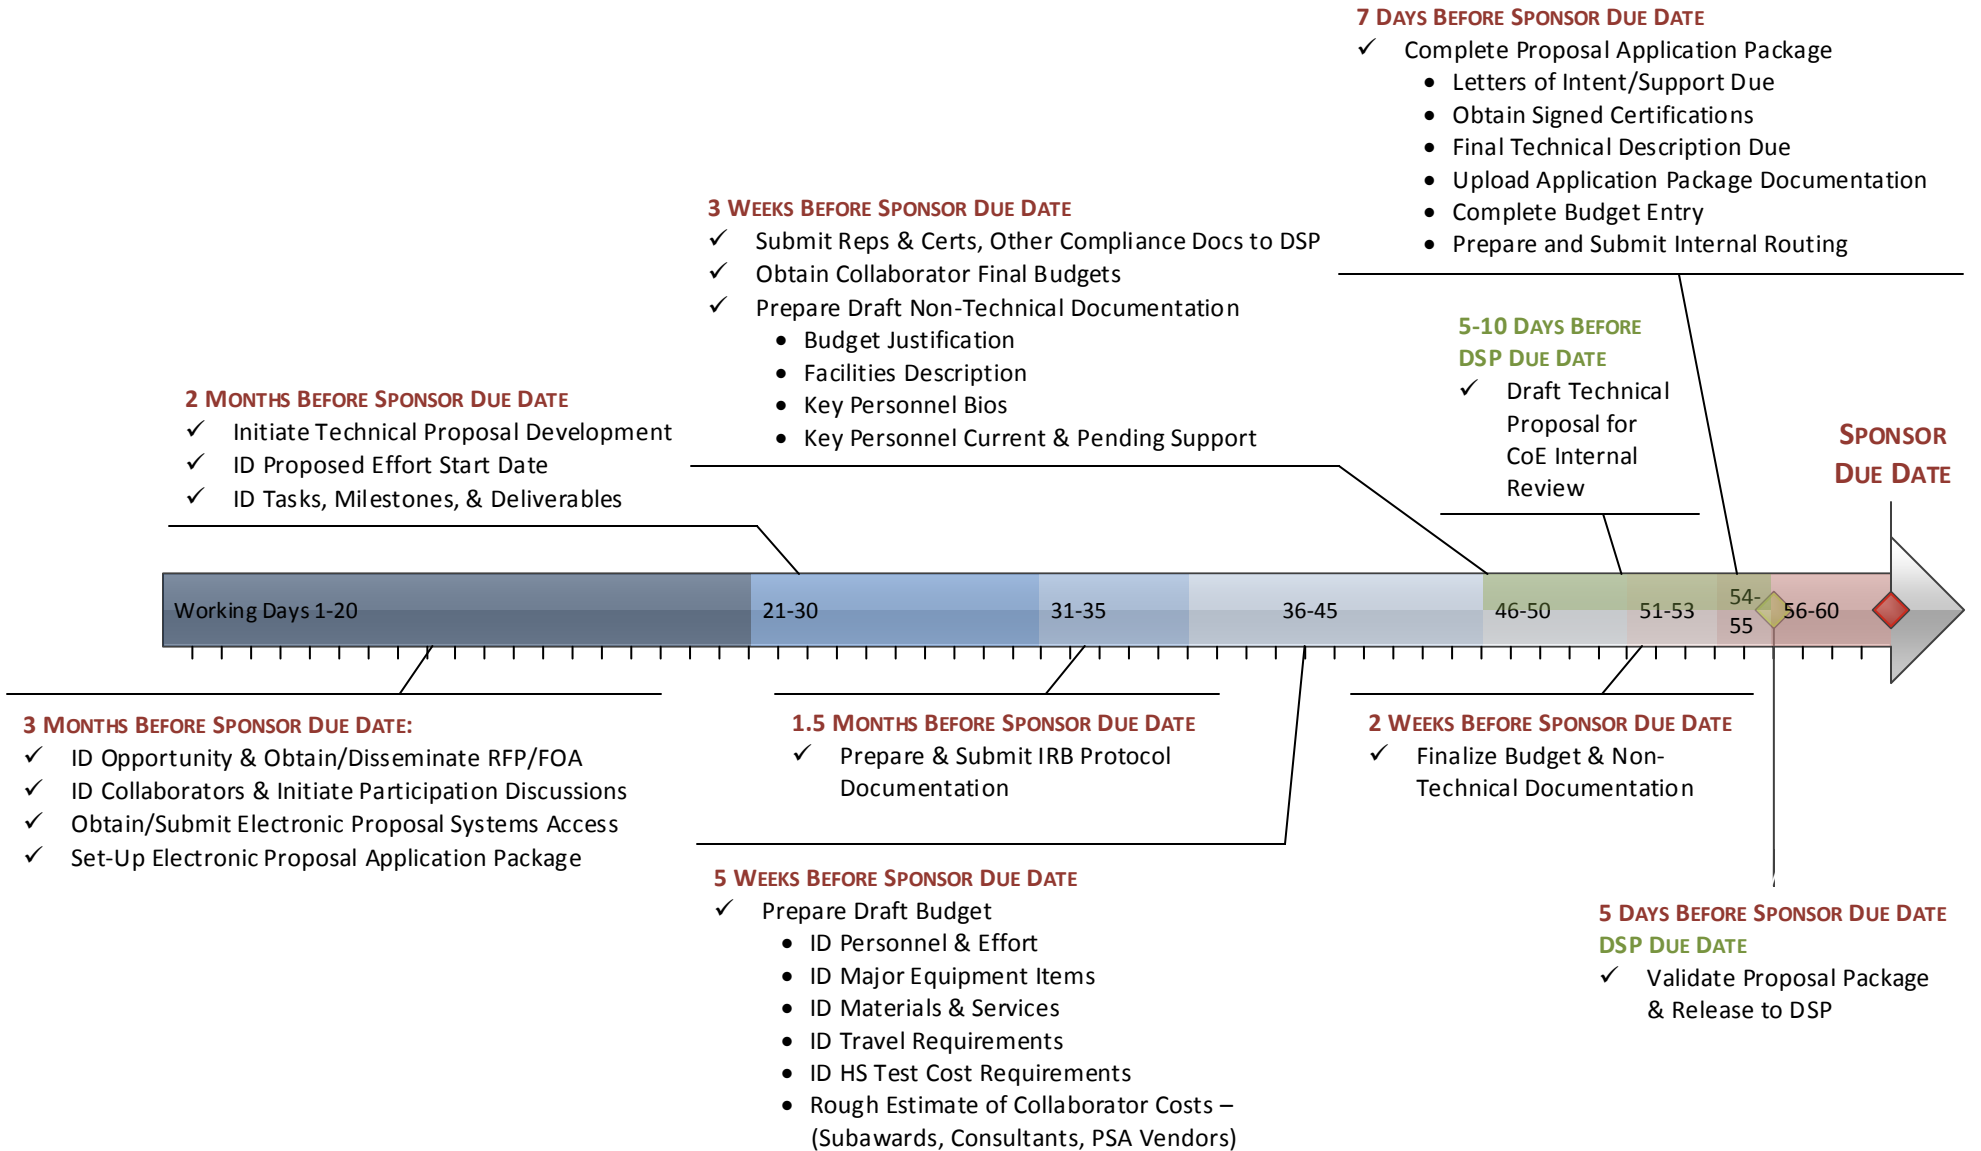 7 Days Before Sponsor Due Date
✓ Complete Proposal Application Package
• Letters of Intent/Support Due
• Obtain Signed Certifications
• Final Technical Description Due
• Upload Application Package Documentation
• Complete Budget Entry
• Prepare and Submit Internal Routing
3 Weeks Before Sponsor Due Date
✓ Submit Reps & Certs, Other Compliance Docs to DSP
✓ Obtain Collaborator Final Budgets
✓ Prepare Draft Non-Technical Documentation
• Budget Justification
• Facilities Description
• Key Personnel Bios
• Key Personnel Current & Pending Support
5-10 Days Before
DSP Due Date
✓ Draft Technical
Proposal for
CoE Internal
Review
2 Months Before Sponsor Due Date
✓ Initiate Technical Proposal Development
✓ ID Proposed Effort Start Date
✓ ID Tasks, Milestones, & Deliverables
Sponsor
Due Date
Working Days 1-20
21-30
31-35
36-45
46-50
51-53
54-
55
56-60
3 Months Before Sponsor Due Date:
✓ ID Opportunity & Obtain/Disseminate RFP/FOA
✓ ID Collaborators & Initiate Participation Discussions
✓ Obtain/Submit Electronic Proposal Systems Access
✓ Set-Up Electronic Proposal Application Package
1.5 Months Before Sponsor Due Date
✓ Prepare & Submit IRB Protocol
Documentation
2 Weeks Before Sponsor Due Date
✓ Finalize Budget & Non-
Technical Documentation
5 Weeks Before Sponsor Due Date
✓ Prepare Draft Budget
• ID Personnel & Effort
• ID Major Equipment Items
• ID Materials & Services
• ID Travel Requirements
• ID HS Test Cost Requirements
• Rough Estimate of Collaborator Costs –
(Subawards, Consultants, PSA Vendors)
5 Days Before Sponsor Due Date
DSP Due Date
✓ Validate Proposal Package
& Release to DSP